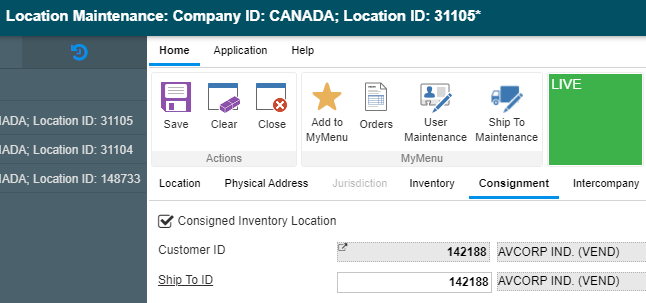 Location Maintenance: Company ID: CANADA; Location ID: 31105*
Home Application Help
LIVE
Save Clear Close Add to MyMenu Orders User Maintenance Ship To Maintenance
Actions MyMenu
ADA; Location ID: 31105
ADA; Location ID: 31104
ADA; Location ID: 148733
Location Physical Address Jurisdiction Inventory Consignment Intercompany
Consigned Inventory Location
Customer ID 142188 AVCORP IND. (VEND)
Ship To ID 142188 AVCORP IND. (VEND)